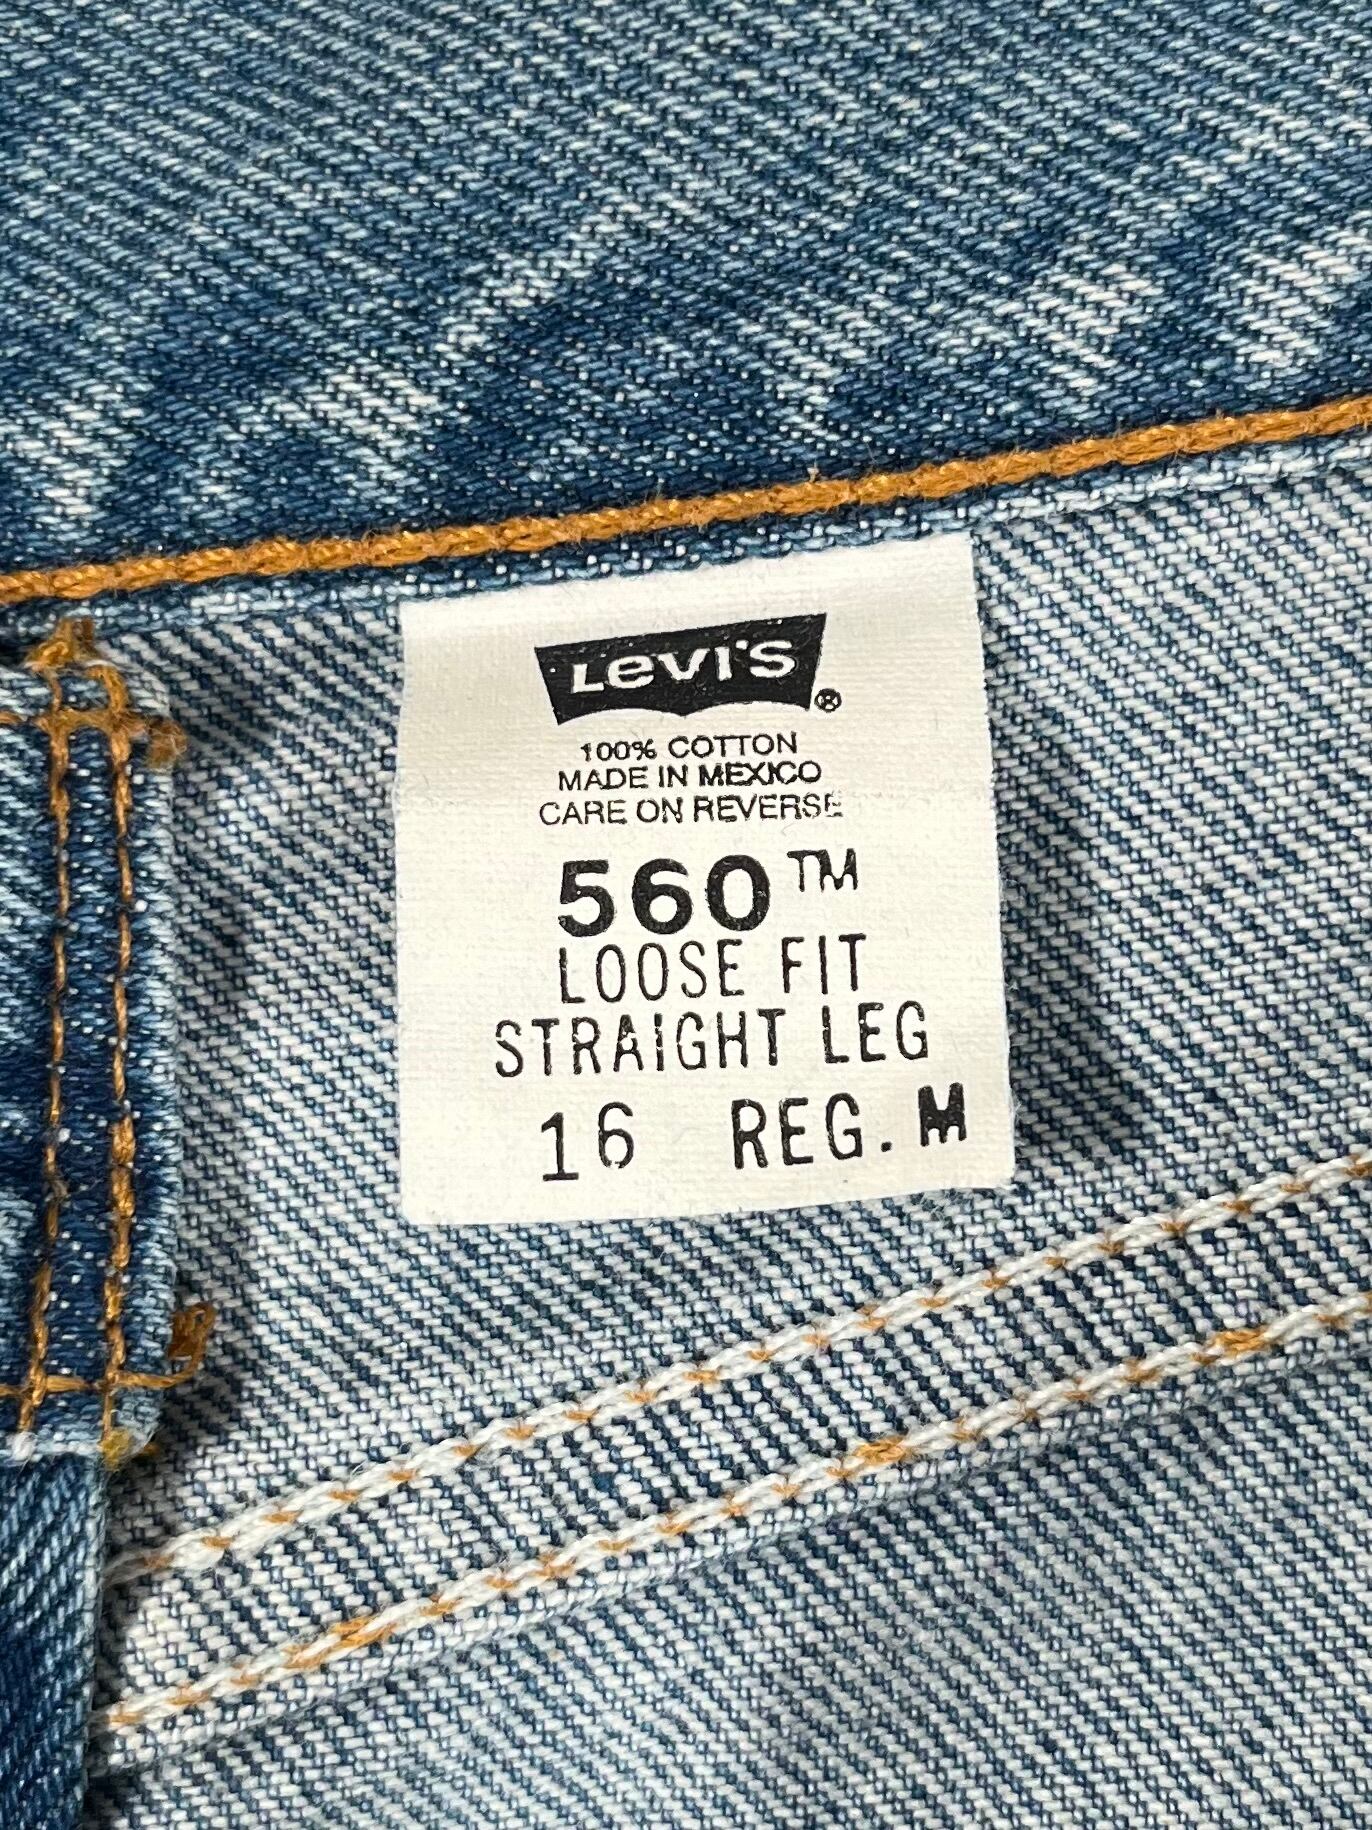 LEVI'S ®
100% COTTON
MADE IN MEXICO
CARE ON REVERSE
560™
LOOSE FIT
STRAIGHT LEG
16 REG. M